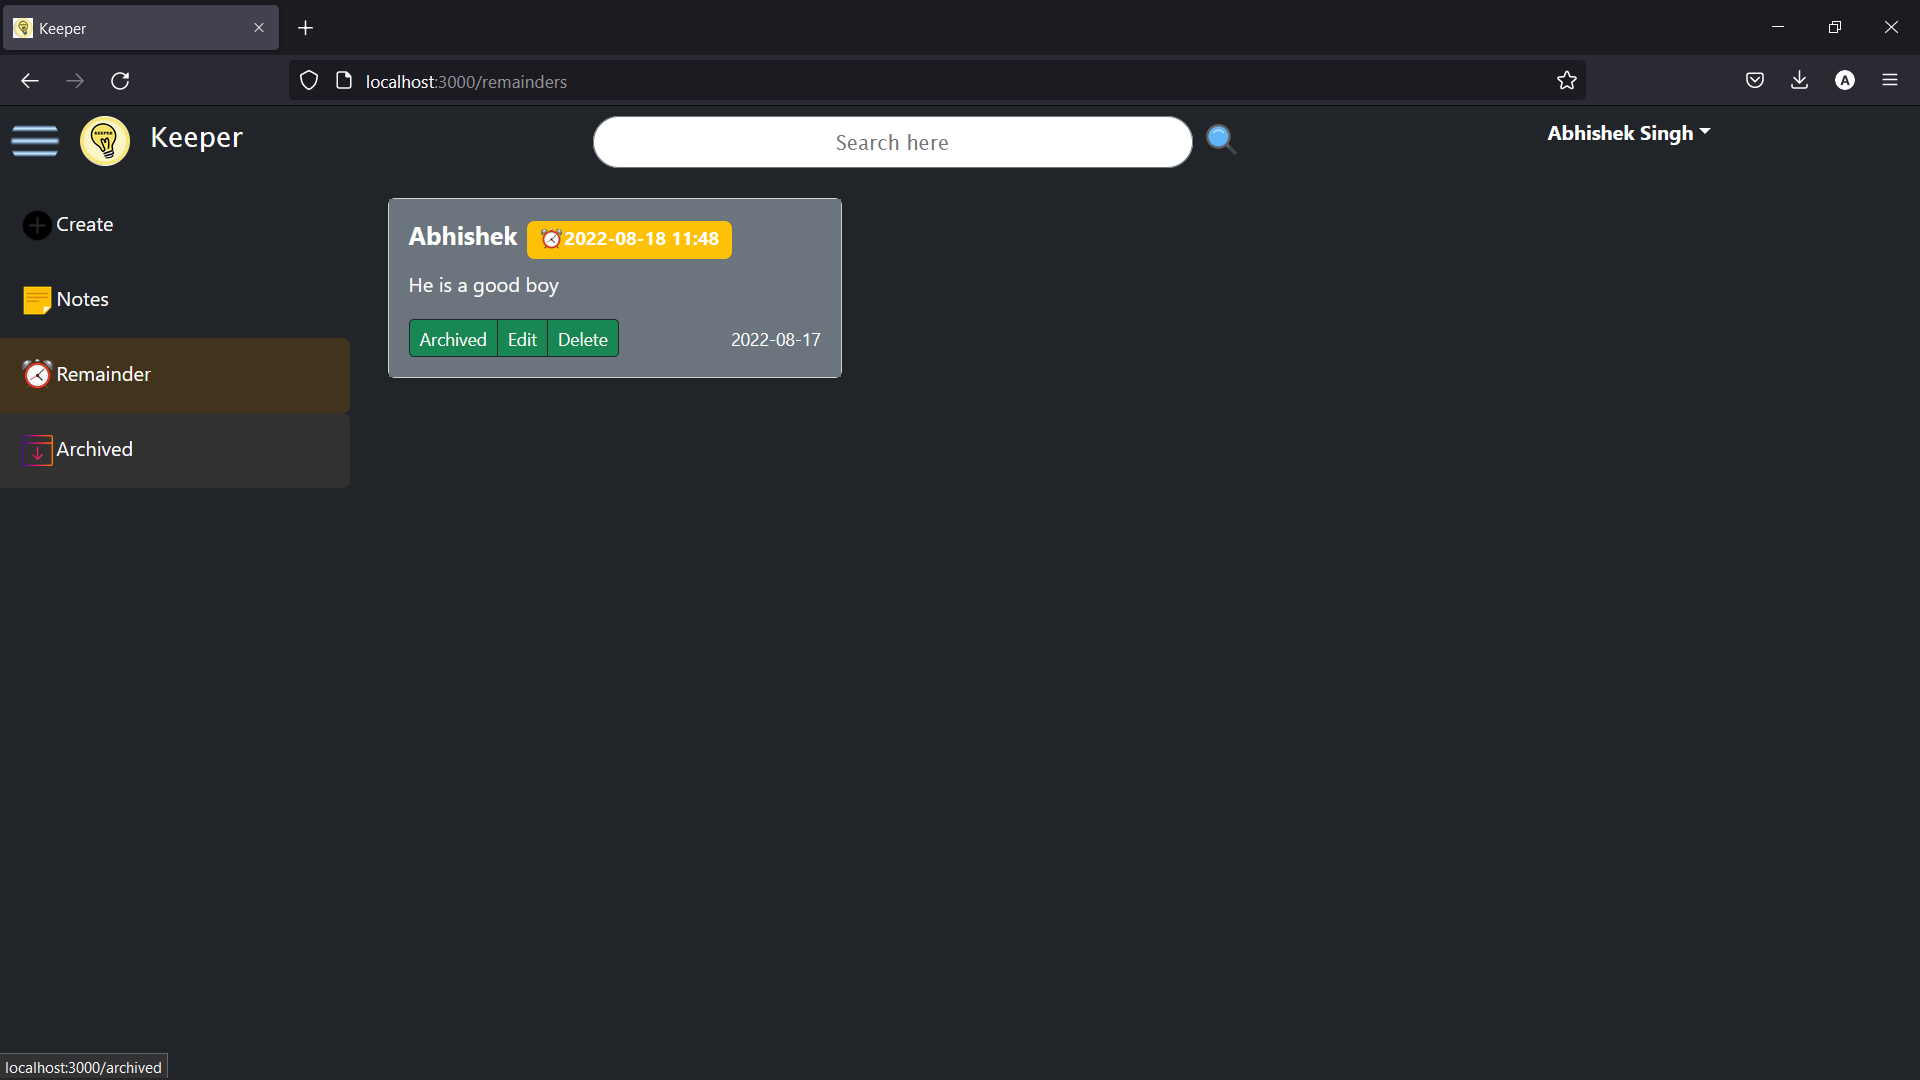 Keeper
localhost:3000/remainders
A
KEEPER
Keeper
Search here
Abhishek Singh
Create
Notes
Remainder
Archived
Abhishek 2022-08-18 11:48
He is a good boy
Archived Edit Delete 2022-08-17
localhost:3000/archived